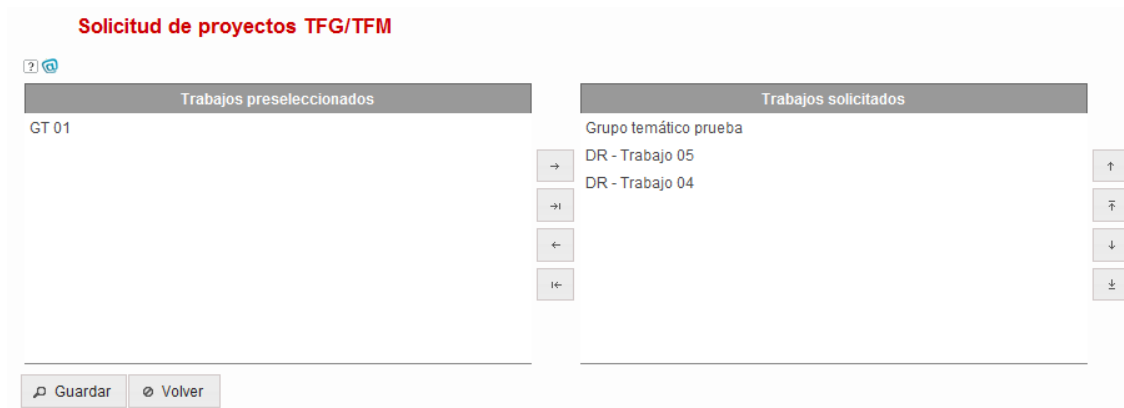 Solicitud de proyectos TFG/TFM
?
Trabajos preseleccionados
GT 01
Trabajos solicitados
Grupo temático prueba
DR - Trabajo 05
DR - Trabajo 04
Guardar
Volver